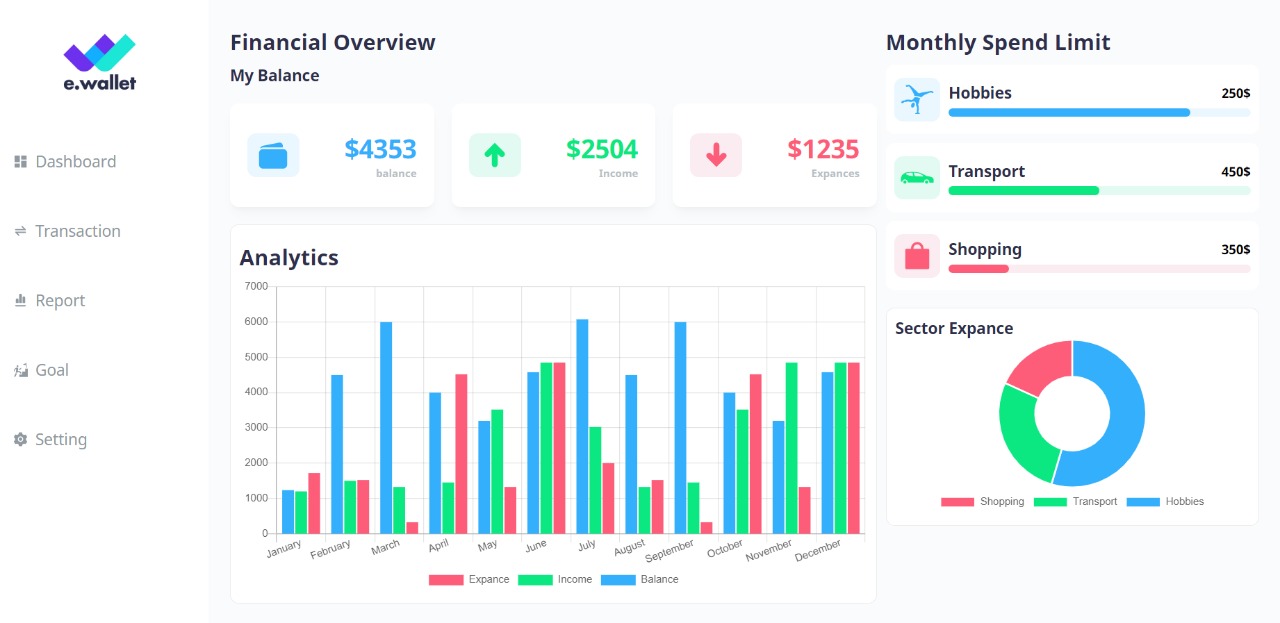 e.wallet
Dashboard
Transaction
Report
Goal
Setting
Financial Overview
My Balance
$4353
balance
$2504
Income
$1235
Expances
Analytics
7000
6000
5000
4000
3000
2000
1000
0
January February March April May June July August September October November December
Expance Income Balance
Monthly Spend Limit
Hobbies 250$
Transport 450$
Shopping 350$
Sector Expance
Shopping Transport Hobbies